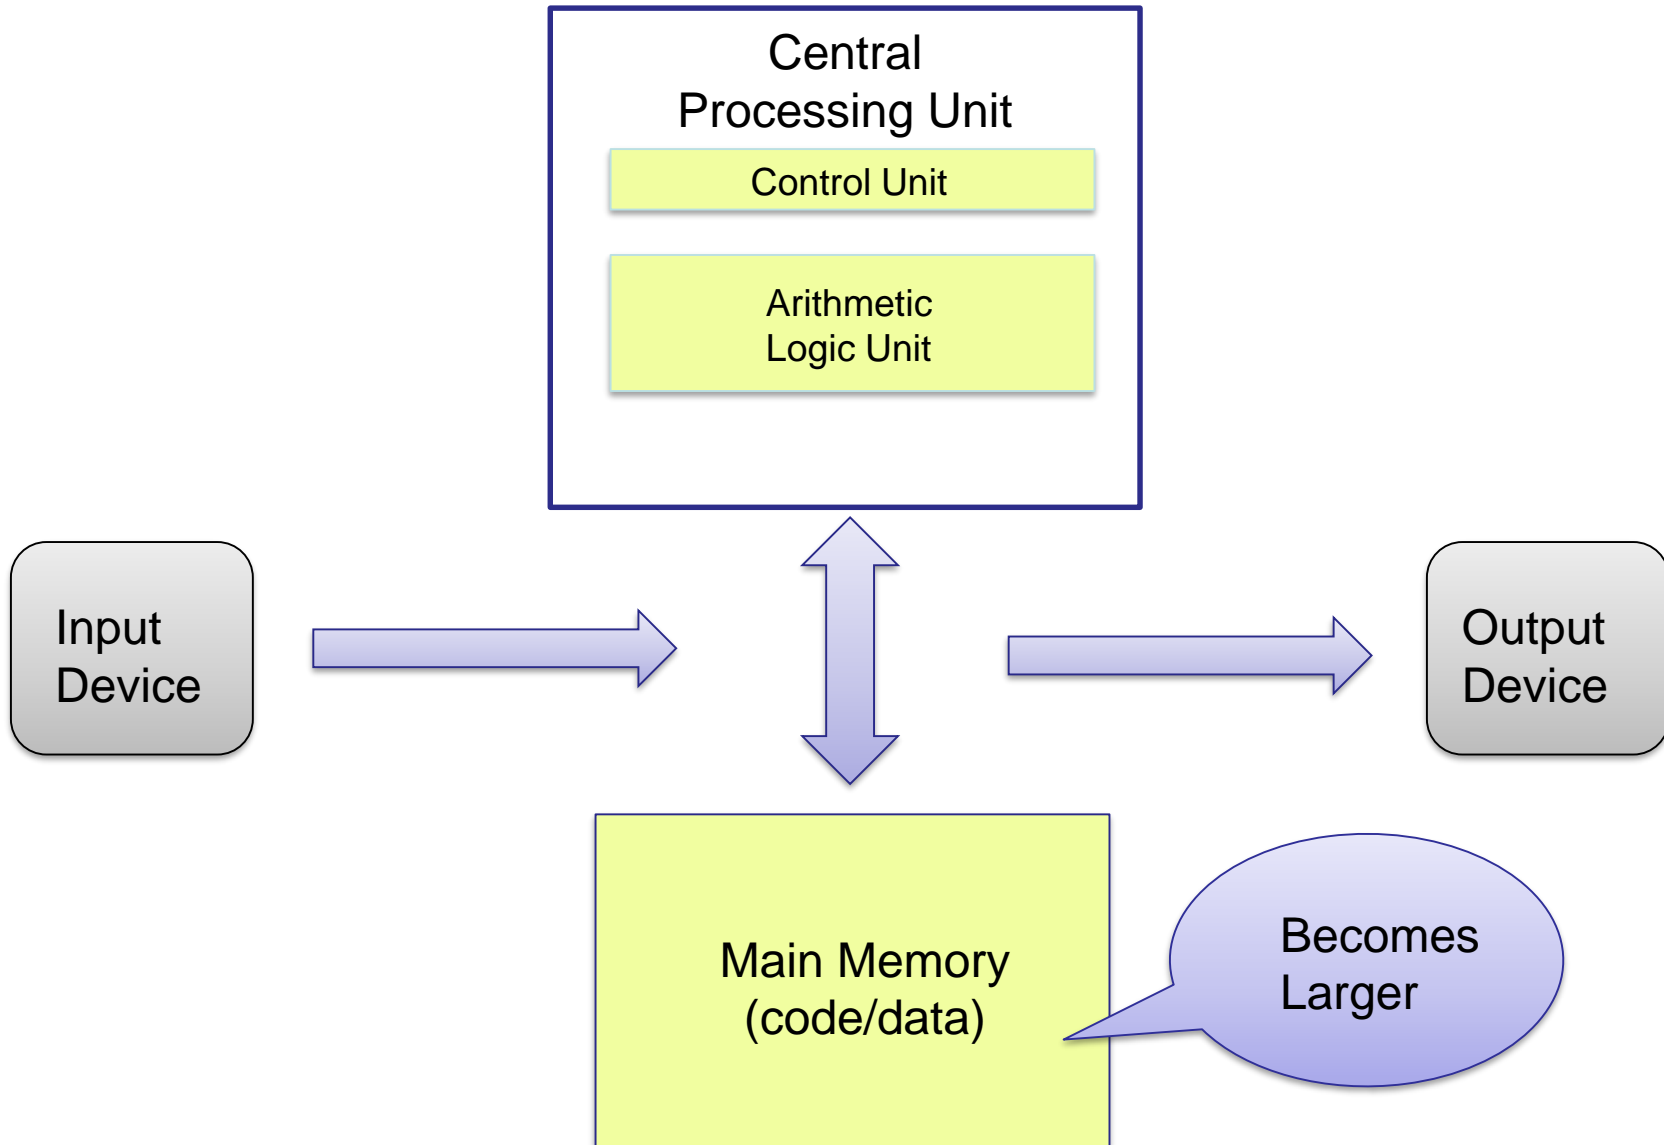 Central
Processing Unit
Control Unit
Arithmetic
Logic Unit
Input
Device
Output
Device
Main Memory
(code/data)
Becomes
Larger